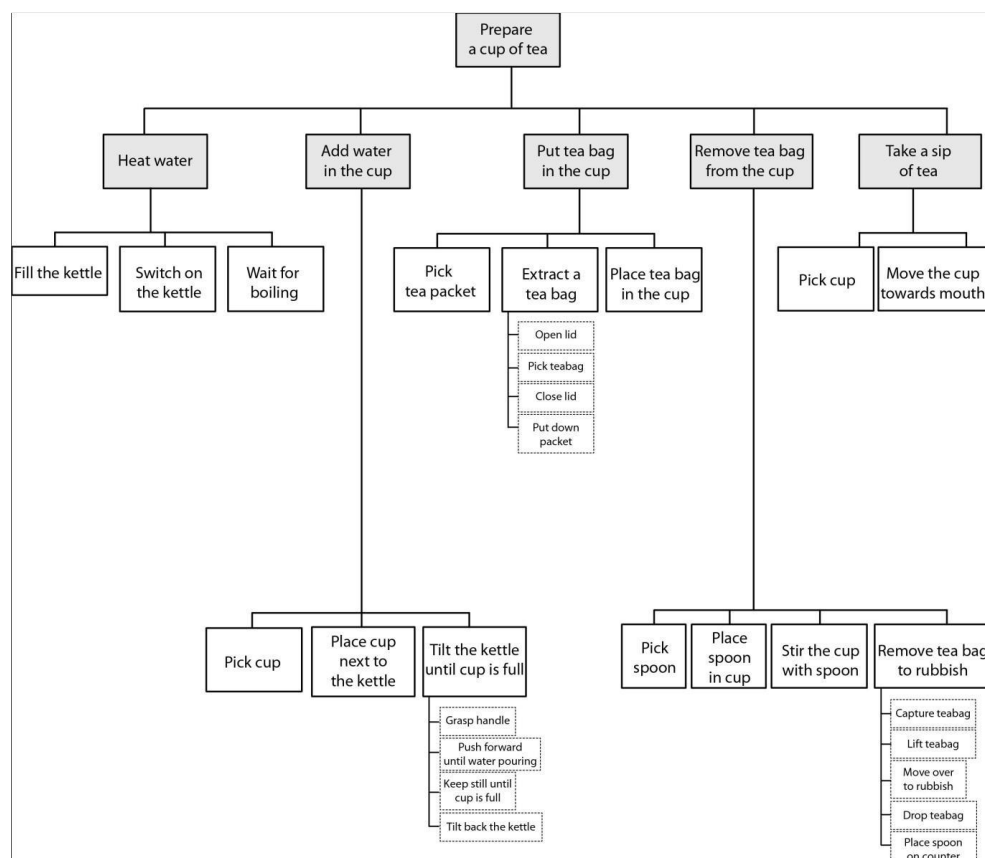 Prepare
a cup of tea
Heat water
Add water
in the cup
Put tea bag
in the cup
Remove tea bag
from the cup
Take a sip
of tea
Fill the kettle
Switch on
the kettle
Wait for
boiling
Pick
tea packet
Extract a
tea bag
Place tea bag
in the cup
Pick cup
Move the cup
towards mouth
Open lid
Pick teabag
Close lid
Put down
packet
Pick cup
Place cup
next to
the kettle
Tilt the kettle
until cup is full
Pick
spoon
Place
spoon
in cup
Stir the cup
with spoon
Remove tea bag
to rubbish
Grasp handle
Push forward
until water pouring
Keep still until
cup is full
Tilt back the kettle
Capture teabag
Lift teabag
Move over
to rubbish
Drop teabag
Place spoon
on counter